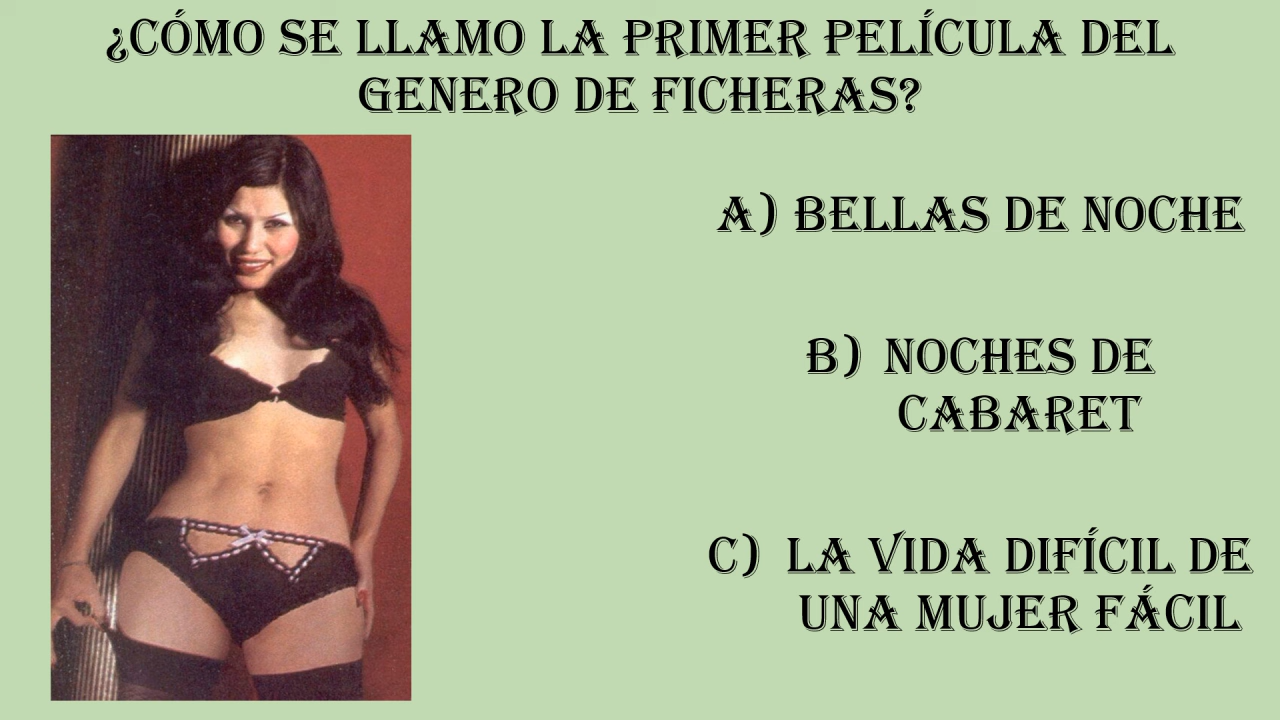 ¿CÓMO SE LLAMO LA PRIMER PELÍCULA DEL
GENERO DE FICHERAS?
A) BELLAS DE NOCHE
B) NOCHES DE
CABARET
C) LA VIDA DIFÍCIL DE
UNA MUJER FÁCIL